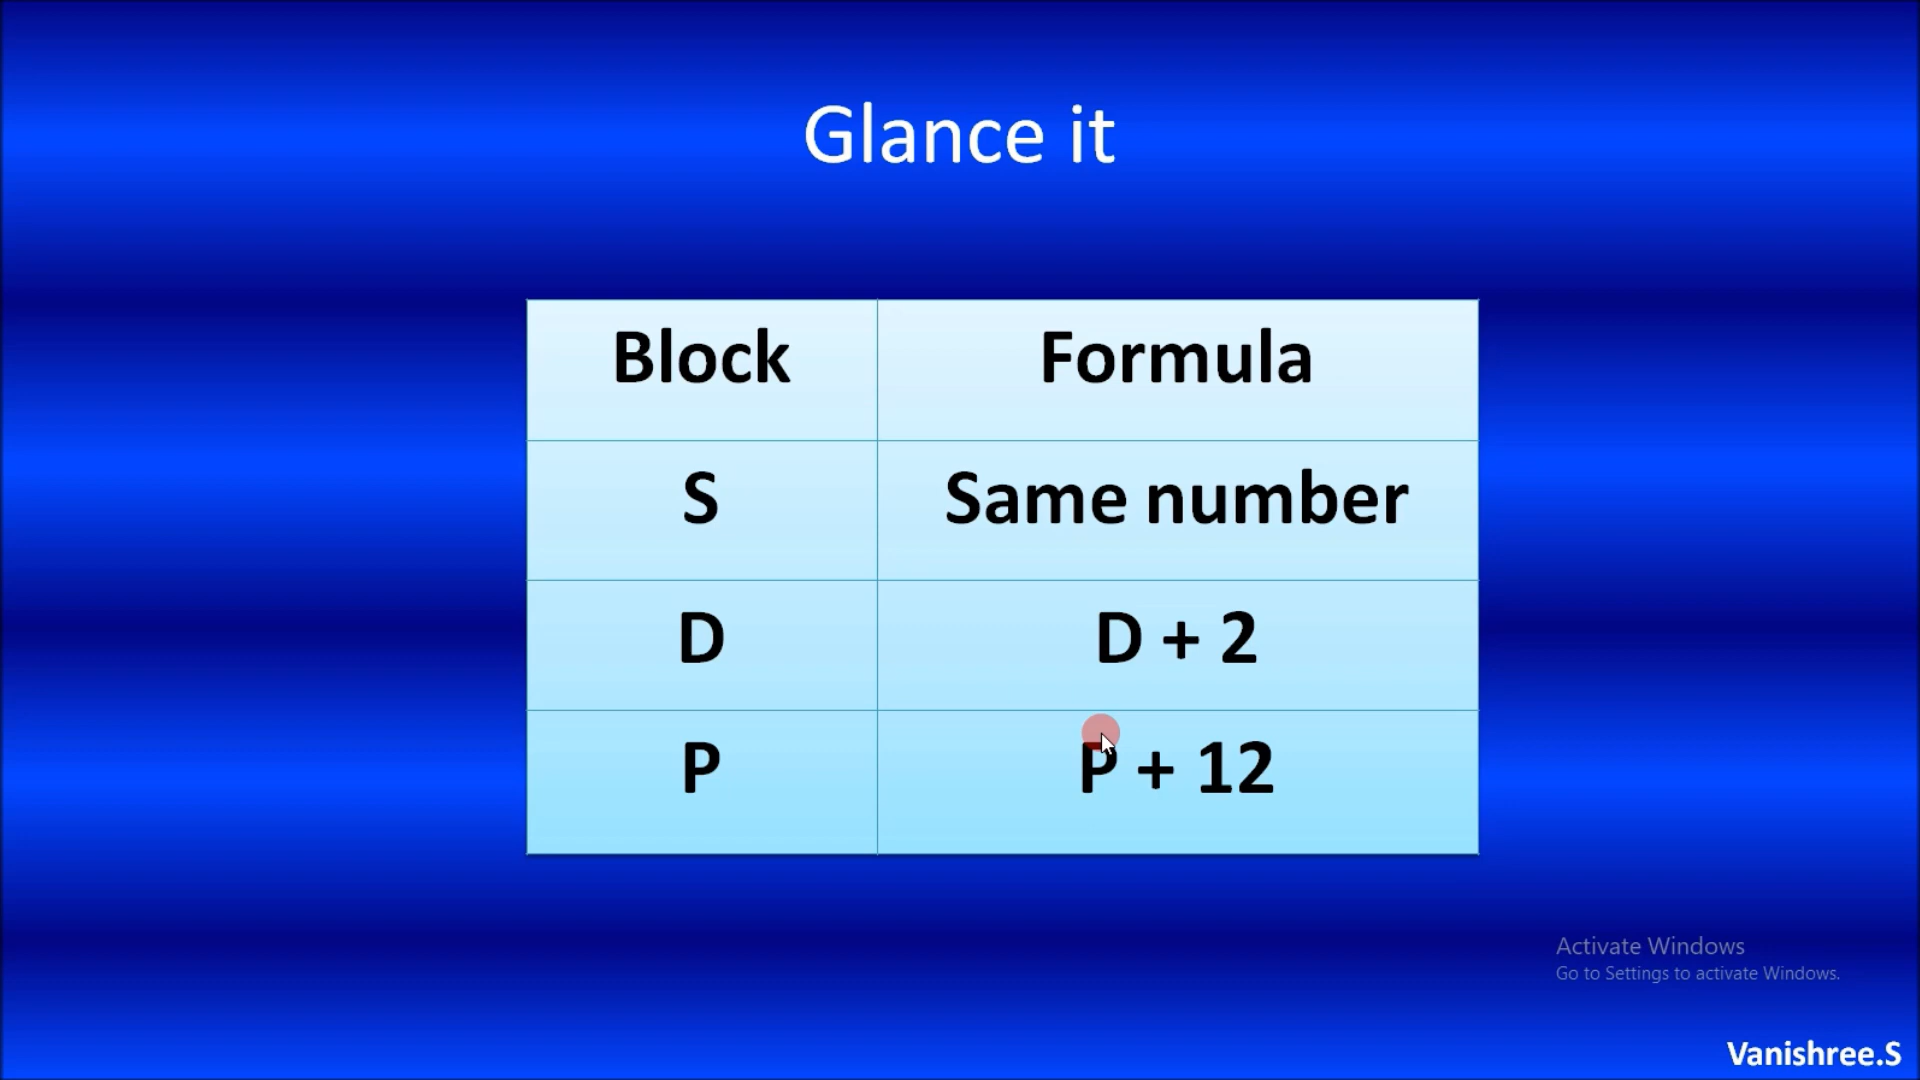 Glance it
Block Formula
S Same number
D D + 2
P P + 12
Activate Windows
Go to Settings to activate Windows.
Vanishree.S